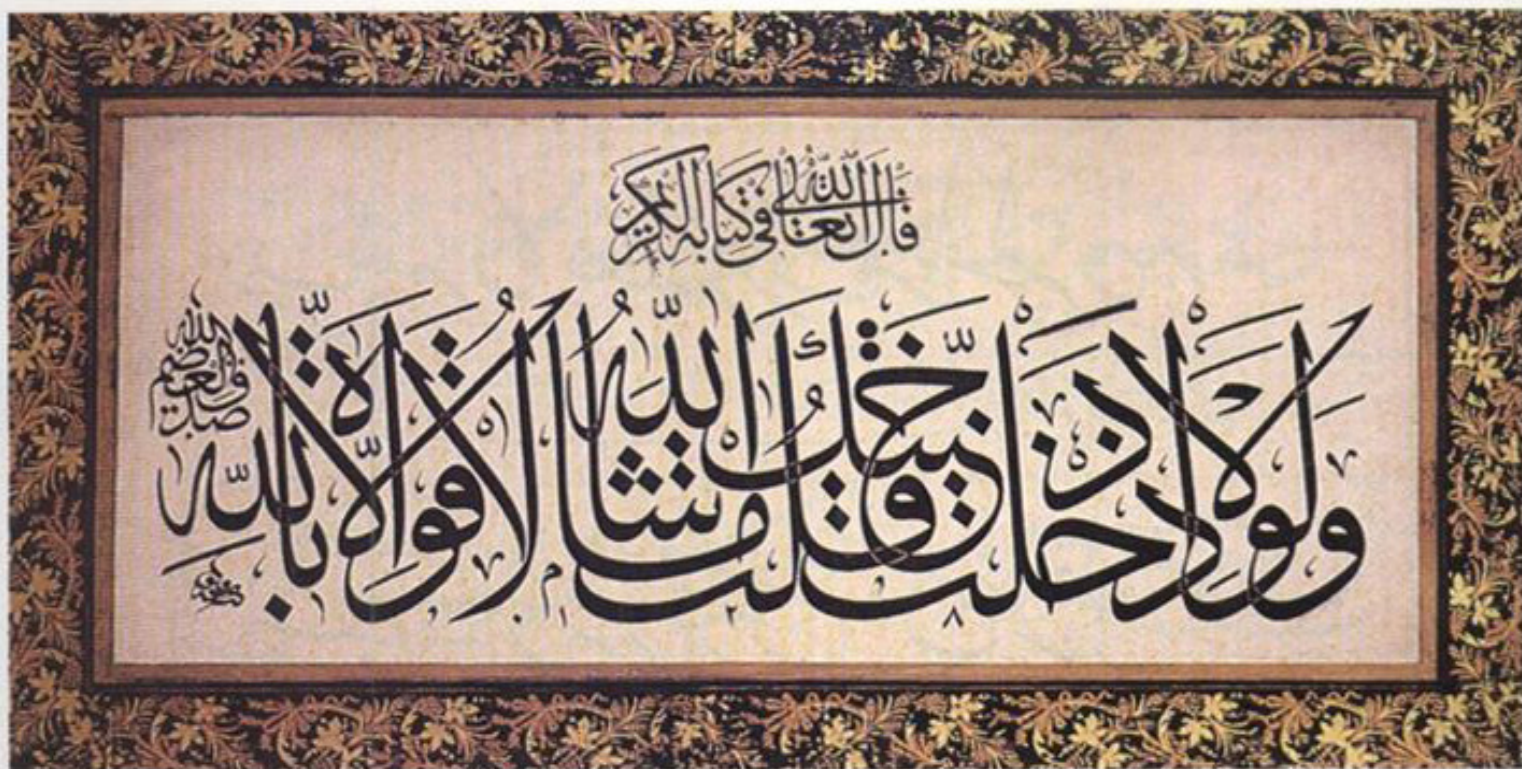 قال الله تعالى في كتابه الكريم
ولولا إذ دخلت جنتك قلت ما شاء الله لا قوة إلا بالله
صدق الله العظيم